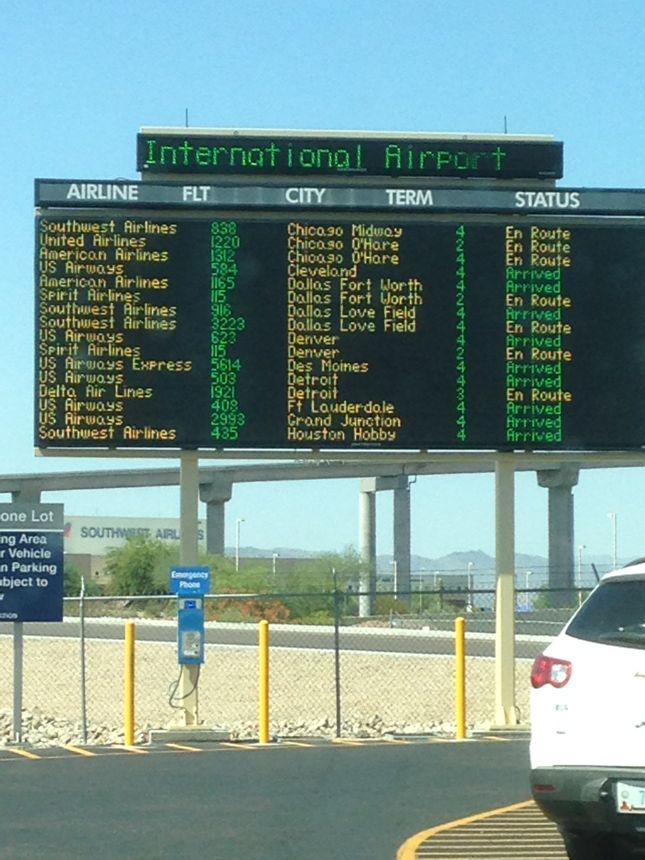 International Airport
AIRLINE FLT CITY TERM STATUS
Southwest Airlines 838 Chicago Midway 4 En Route
United Airlines 1220 Chicago O'Hare 2 En Route
American Airlines 1312 Chicago O'Hare 4 En Route
US Airways 584 Cleveland 4 Arrived
American Airlines 1165 Dallas Fort Worth 4 Arrived
Spirit Airlines 115 Dallas Fort Worth 2 En Route
Southwest Airlines 916 Dallas Love Field 4 Arrived
Southwest Airlines 3223 Dallas Love Field 4 En Route
US Airways 623 Denver 4 Arrived
Spirit Airlines 115 Denver 2 En Route
US Airways Express 5614 Des Moines 4 Arrived
US Airways 503 Detroit 4 Arrived
Delta Air Lines 1921 Detroit 3 En Route
US Airways 408 Ft Lauderdale 4 Arrived
US Airways 2993 Grand Junction 4 Arrived
Southwest Airlines 435 Houston Hobby 4 Arrived
one Lot
ing Area
r Vehicle
n Parking
ubject to
SOUTHWEST AIRLINES
Emergency
Phone